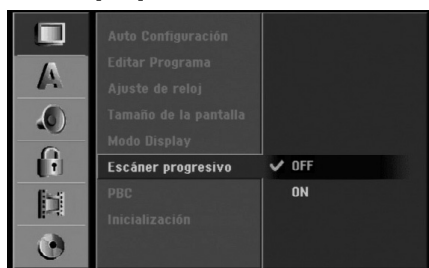 Auto Configuración
Editar Programa
Ajuste de reloj
Tamaño de la pantalla
Modo Display
Escáner progresivo ✓ OFF
PBC ON
Inicialización